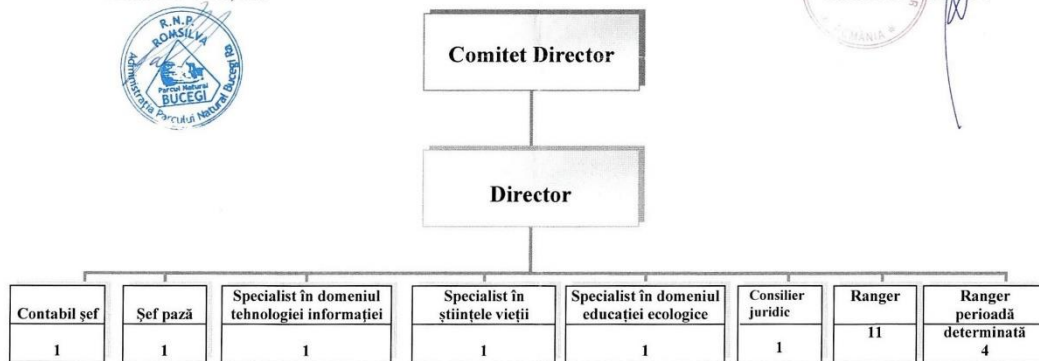 R.N.P.
ROMSILVA
Administrația Parcului Natural Bucegi Ra
Parcul Natural
BUCEGI
Comitet Director
Director
Contabil șef
1
Șef pază
1
Specialist în domeniul
tehnologiei informației
1
Specialist în
științele vieții
1
Specialist în domeniul
educației ecologice
1
Consilier
juridic
1
Ranger
11
Ranger
perioadă
determinată
4